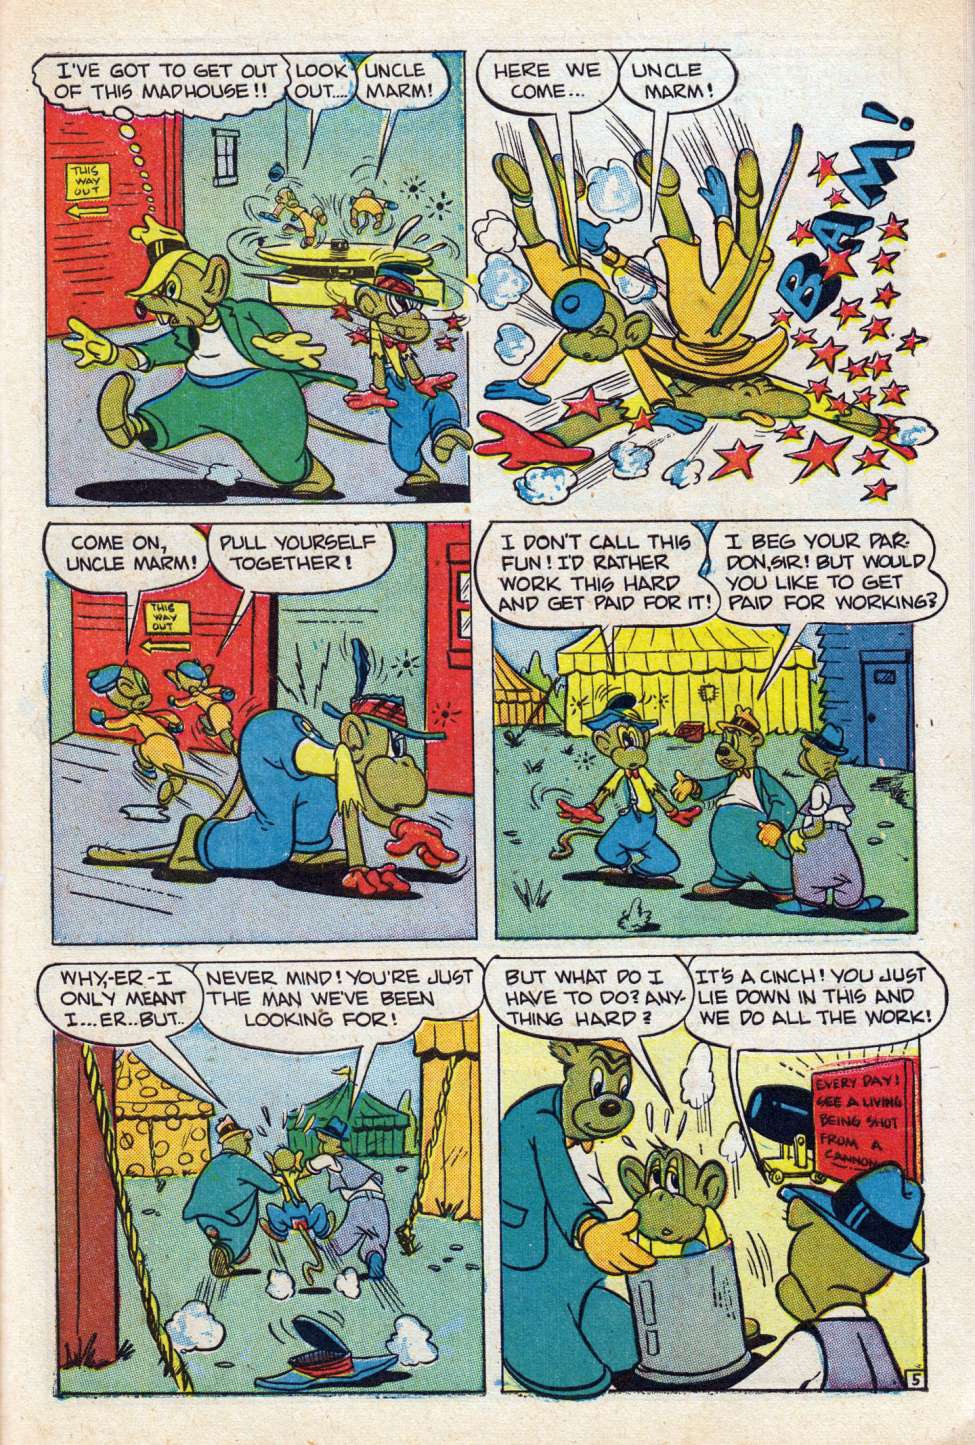 I'VE GOT TO GET OUT
OF THIS MADHOUSE!!
LOOK
OUT....
UNCLE
MARM!
THIS
WAY
OUT
HERE WE
COME...
UNCLE
MARM!
BAM!
COME ON,
UNCLE MARM!
PULL YOURSELF
TOGETHER!
THIS
WAY
OUT
I DON'T CALL THIS
FUN! I'D RATHER
WORK THIS HARD
AND GET PAID FOR IT!
I BEG YOUR PAR-
DON, SIR! BUT WOULD
YOU LIKE TO GET
PAID FOR WORKING?
WHY,-ER-I
ONLY MEANT
I...ER..BUT..
NEVER MIND! YOU'RE JUST
THE MAN WE'VE BEEN
LOOKING FOR!
BUT WHAT DO I
HAVE TO DO? ANY-
THING HARD?
IT'S A CINCH! YOU JUST
LIE DOWN IN THIS AND
WE DO ALL THE WORK!
EVERY DAY!
SEE A LIVING
BEING SHOT
FROM A
CANNON
5